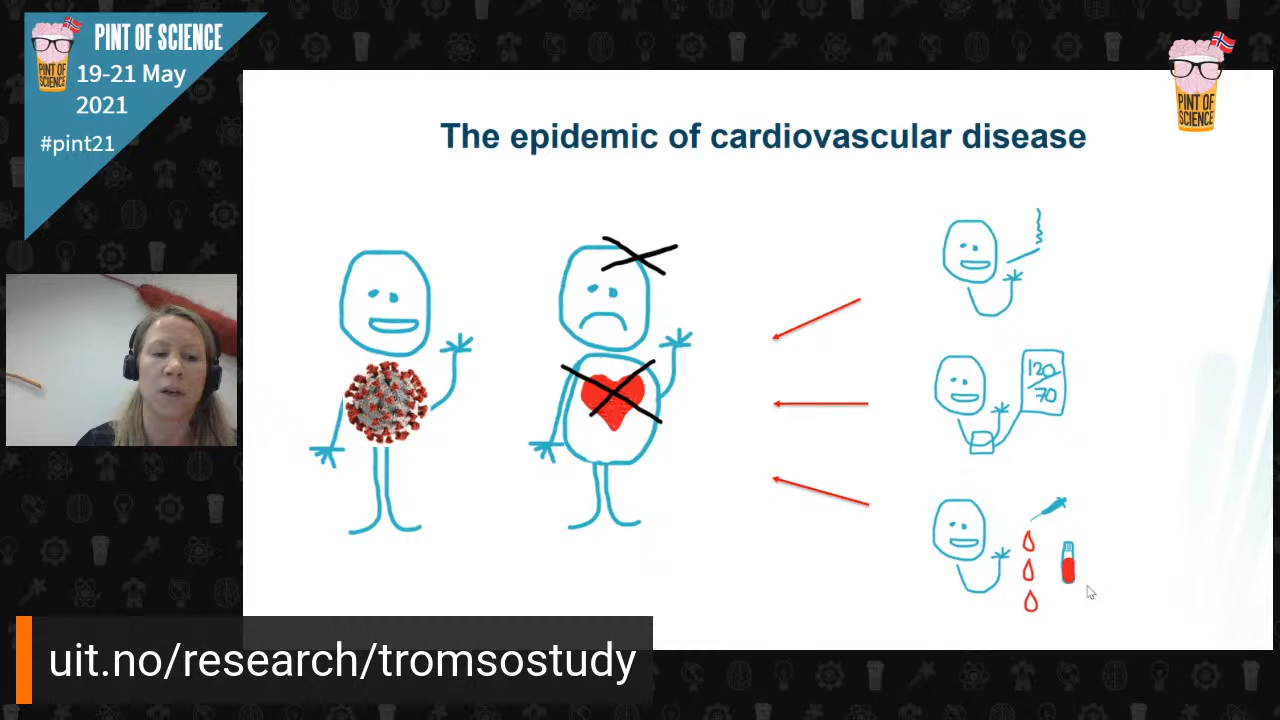 PINT OF SCIENCE
PINT OF
SCIENCE
19-21 May
2021
#pint21
PINT OF
SCIENCE
The epidemic of cardiovascular disease
120
70
uit.no/research/tromsostudy